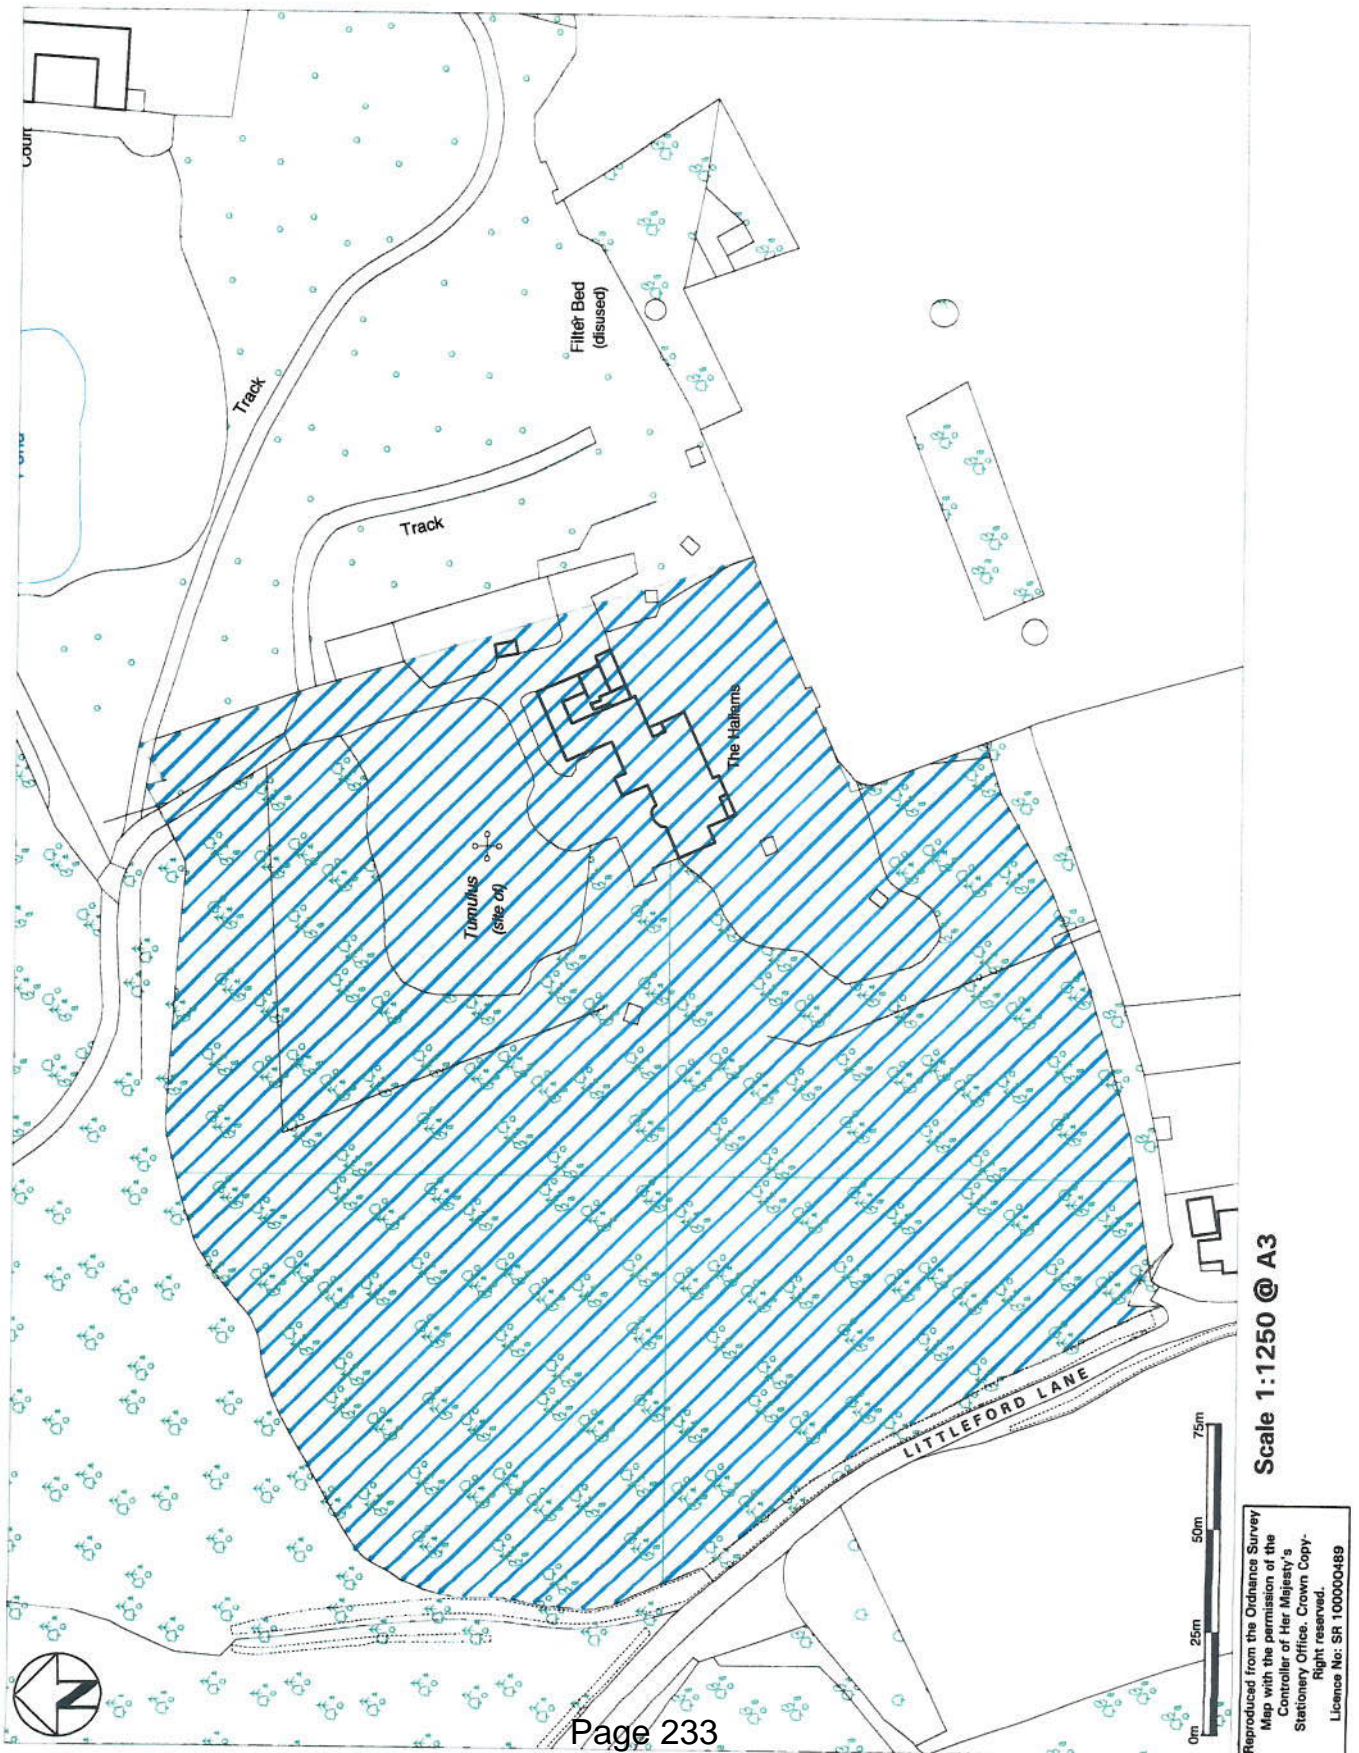 Court
Track
Track
Filter Bed
(disused)
The Hallams
Tumulus
(site of)
LITTLEFORD LANE
N
0m 25m 50m 75m
Scale 1:1250 @ A3
Reproduced from the Ordnance Survey
Map with the permission of the
Controller of Her Majesty's
Stationery Office. Crown Copy-
Right reserved.
Licence No: SR 100000489
Page 233